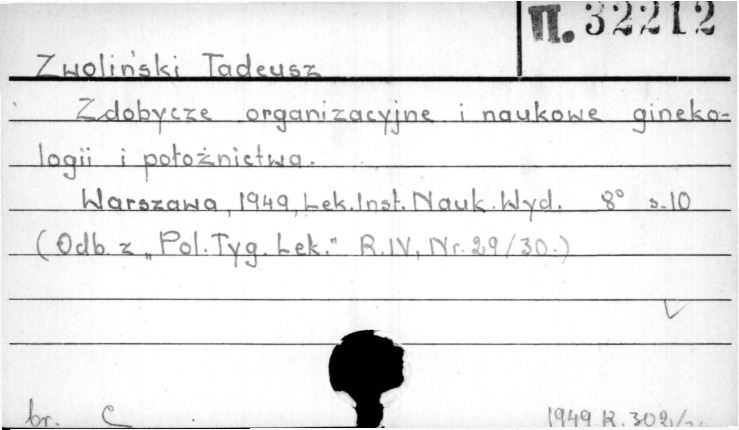 II. 32212
Zwoliński Tadeusz
Zdobycze organizacyjne i naukowe gineko-
logii i położnictwa.
Warszawa, 1949, Lek. Inst. Nauk. Wyd. 8° s. 10
(Odb. z „Pol. Tyg. Lek." R. IV, Nr. 29/30.)
br. C
1949 R. 302/